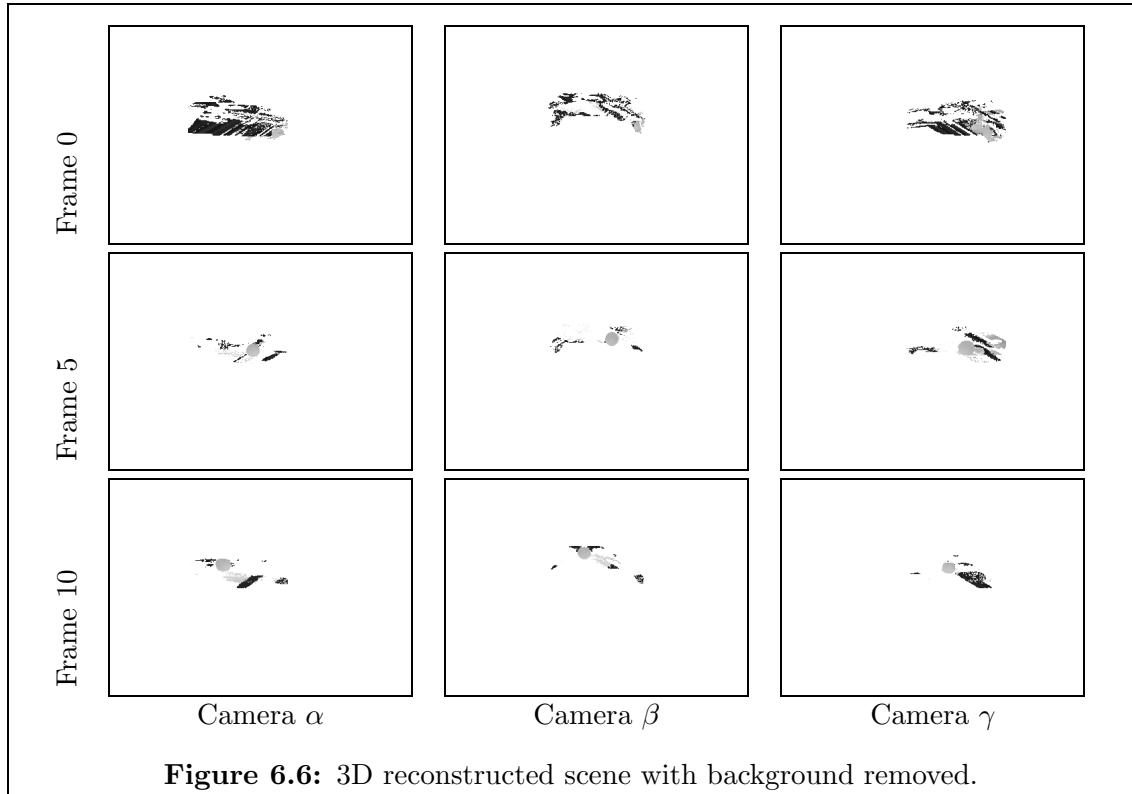 Frame 0
Frame 5
Frame 10
Camera α Camera β Camera γ
Figure 6.6: 3D reconstructed scene with background removed.